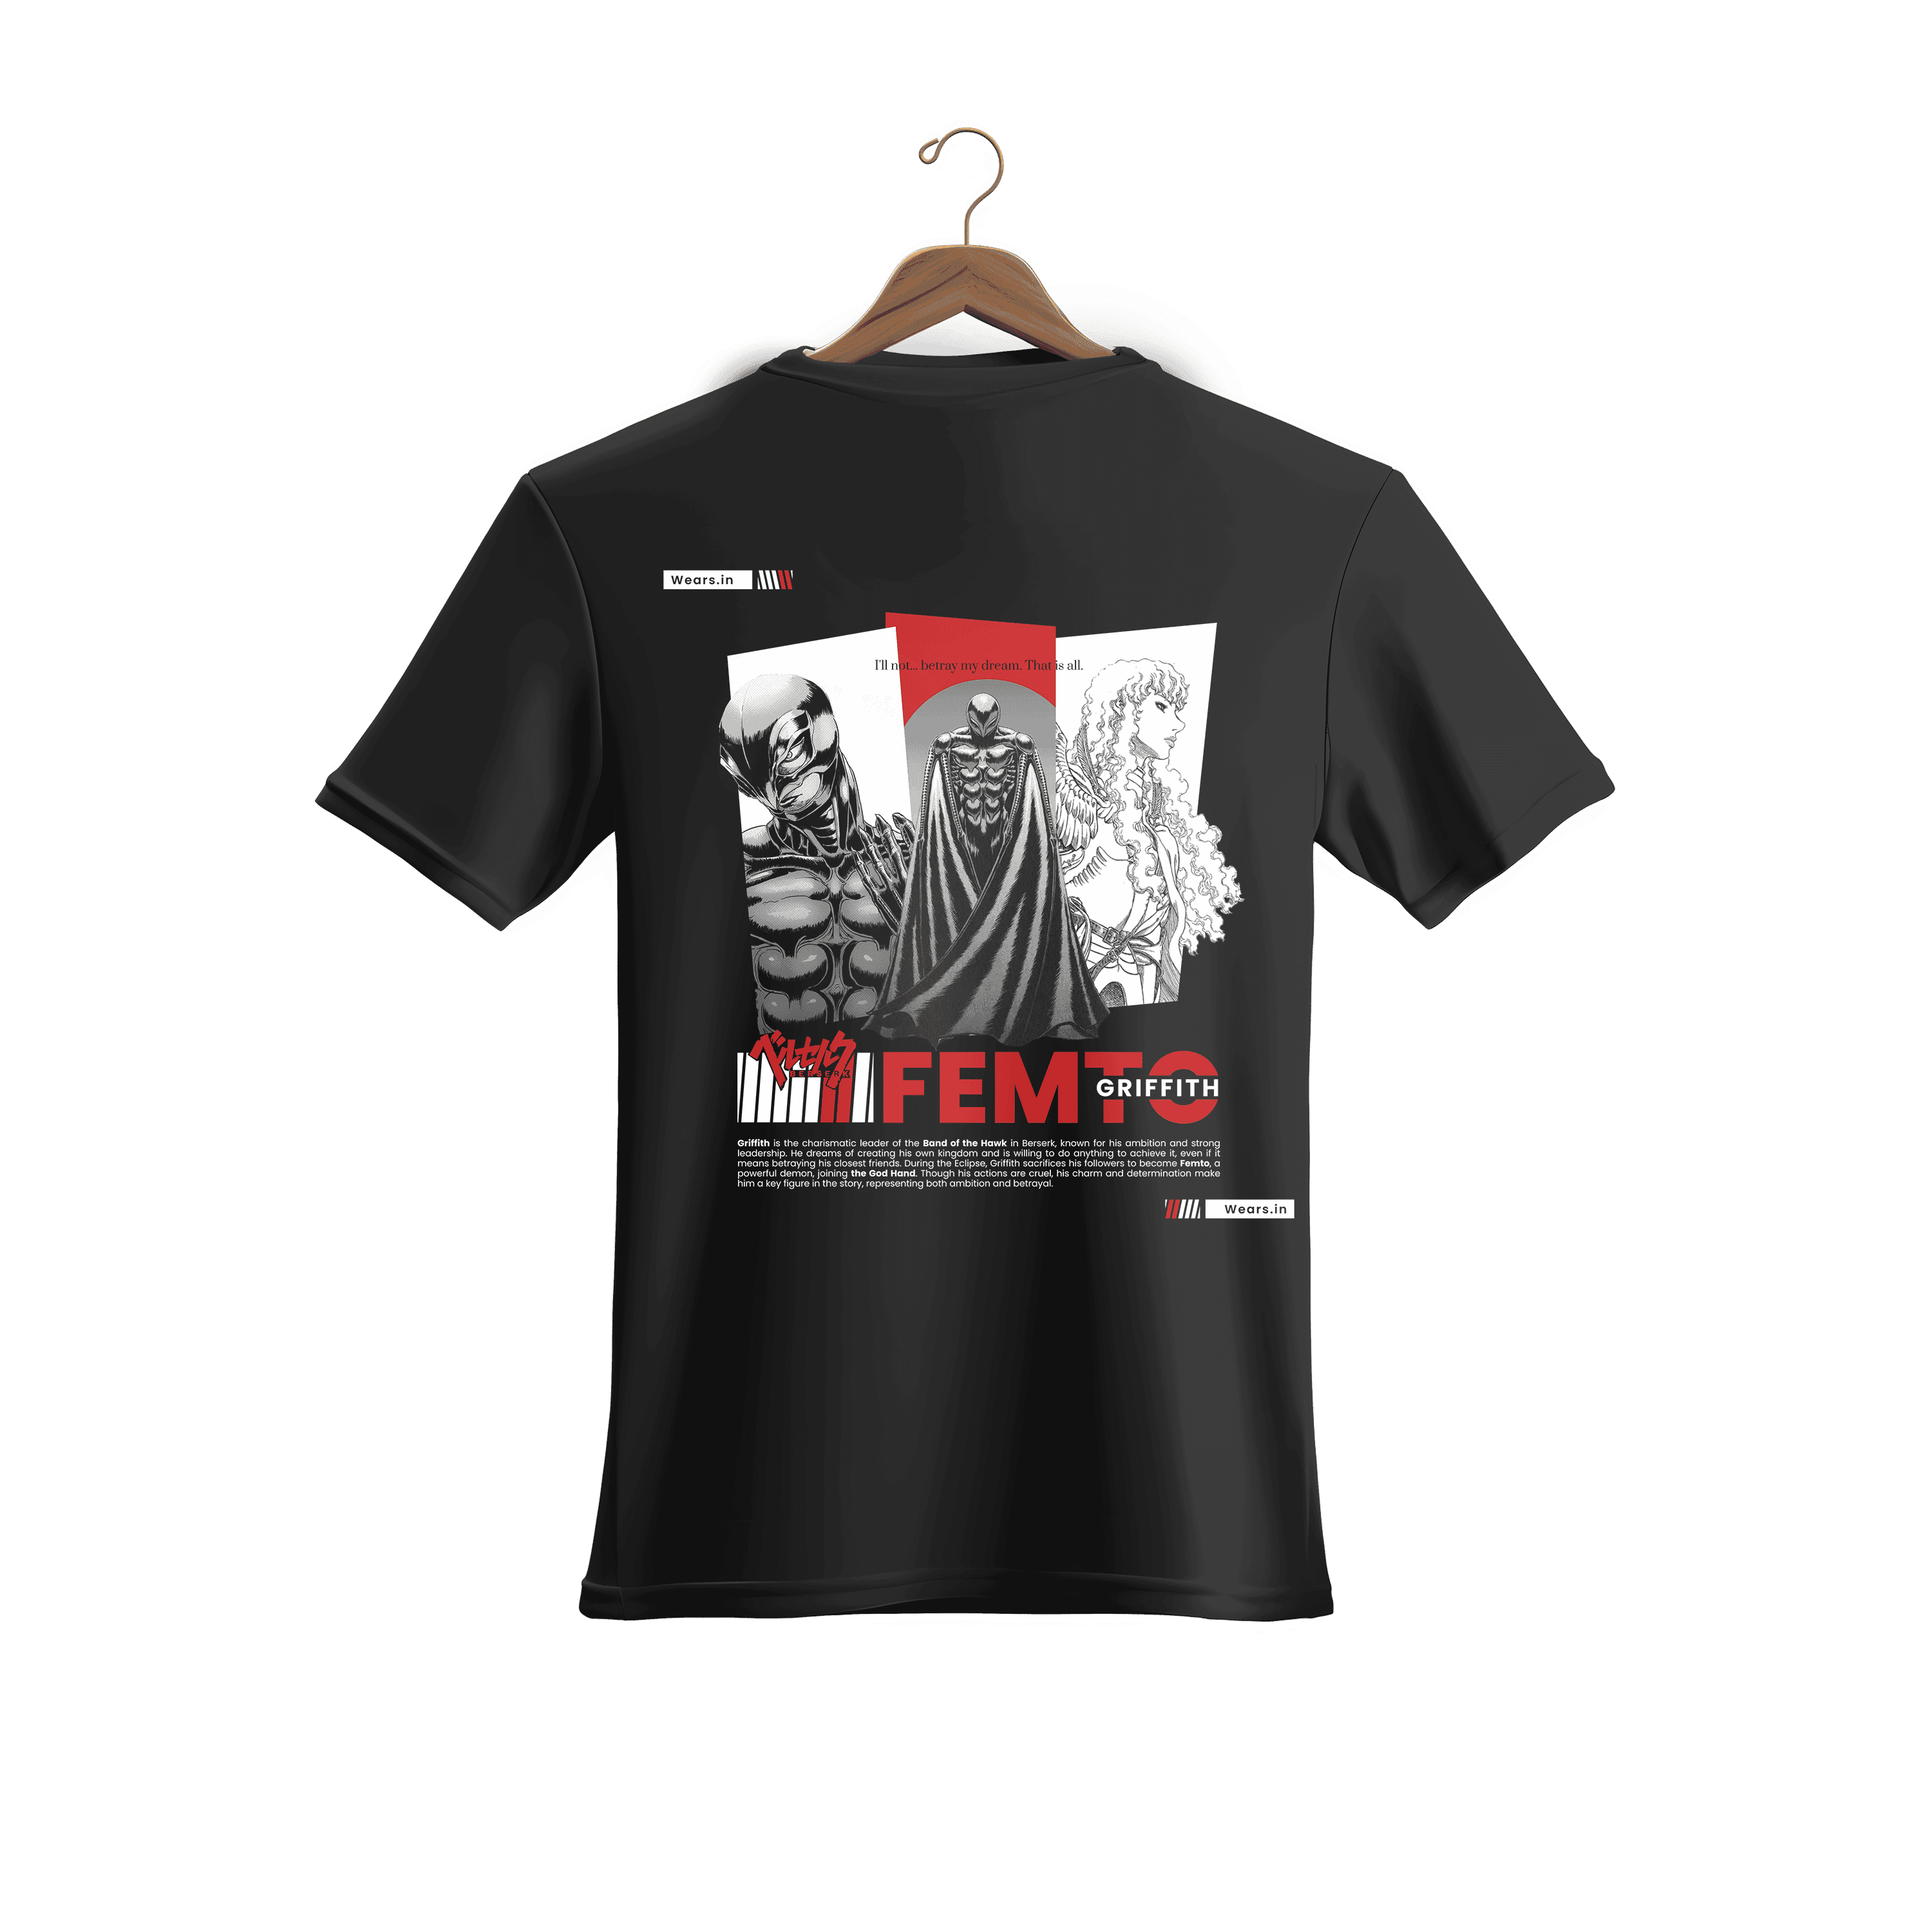 Wears.in
I'll not... betray my dream. That is all.
ベルセルク
BERSERK
FEMTO
GRIFFITH
Griffith is the charismatic leader of the Band of the Hawk in Berserk, known for his ambition and strong
leadership. He dreams of creating his own kingdom and is willing to do anything to achieve it, even if it
means betraying his closest friends. During the Eclipse, Griffith sacrifices his followers to become Femto, a
powerful demon, joining the God Hand. Though his actions are cruel, his charm and determination make
him a key figure in the story, representing both ambition and betrayal.
Wears.in